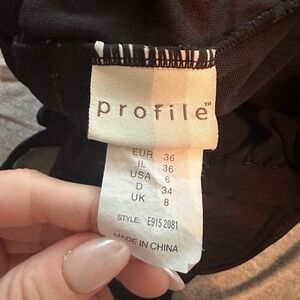 profile™
EUR 36
IL 36
USA 6
D 34
UK 8
STYLE: E915 2081
MADE IN CHINA